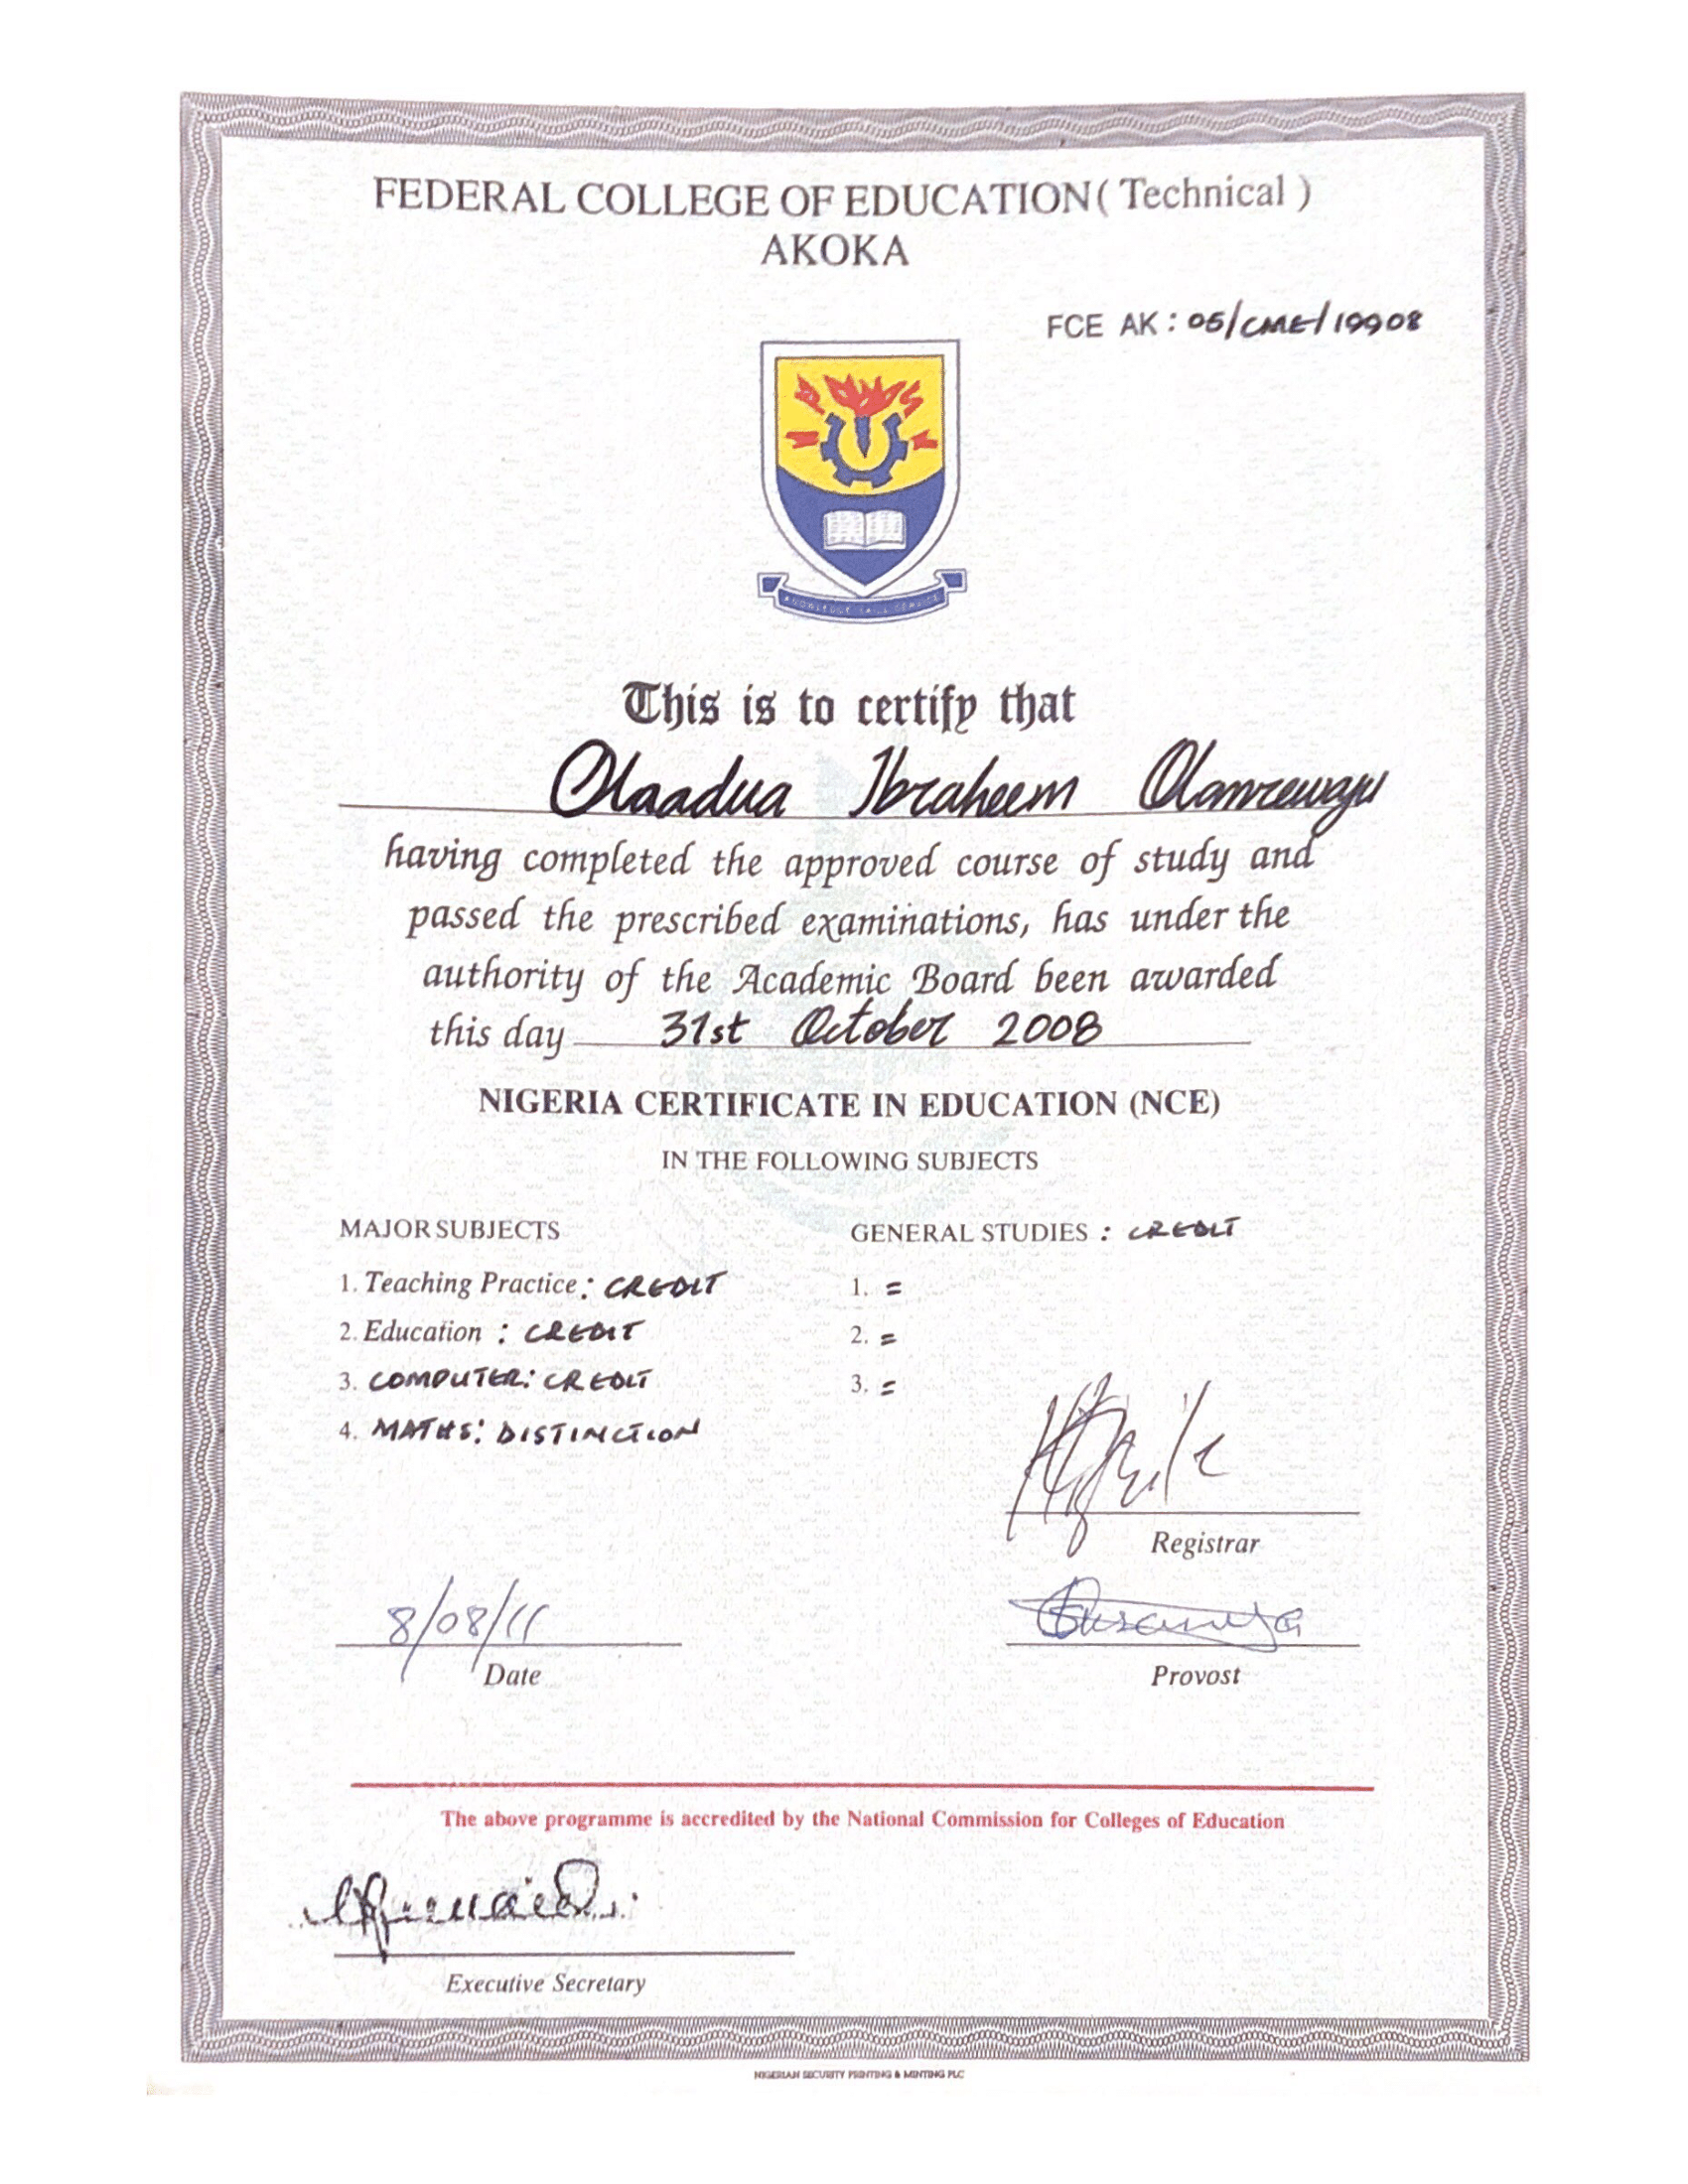 FEDERAL COLLEGE OF EDUCATION ( Technical )
AKOKA
FCE AK : 05/CME/19908
KNOWLEDGE SKILL SERVICE
This is to certify that
Olaadua Ibraheem Olanrewaju
having completed the approved course of study and
passed the prescribed examinations, has under the
authority of the Academic Board been awarded
this day 31st October 2008
NIGERIA CERTIFICATE IN EDUCATION (NCE)
IN THE FOLLOWING SUBJECTS
MAJOR SUBJECTS
1. Teaching Practice : CREDIT
2. Education : CREDIT
3. COMPUTER: CREDIT
4. MATHS: DISTINCTION
GENERAL STUDIES : CREDIT
1. =
2. =
3. =
Registrar
8/08/11
Date
Provost
The above programme is accredited by the National Commission for Colleges of Education
Executive Secretary
NIGERIAN SECURITY PRINTING & MINTING PLC